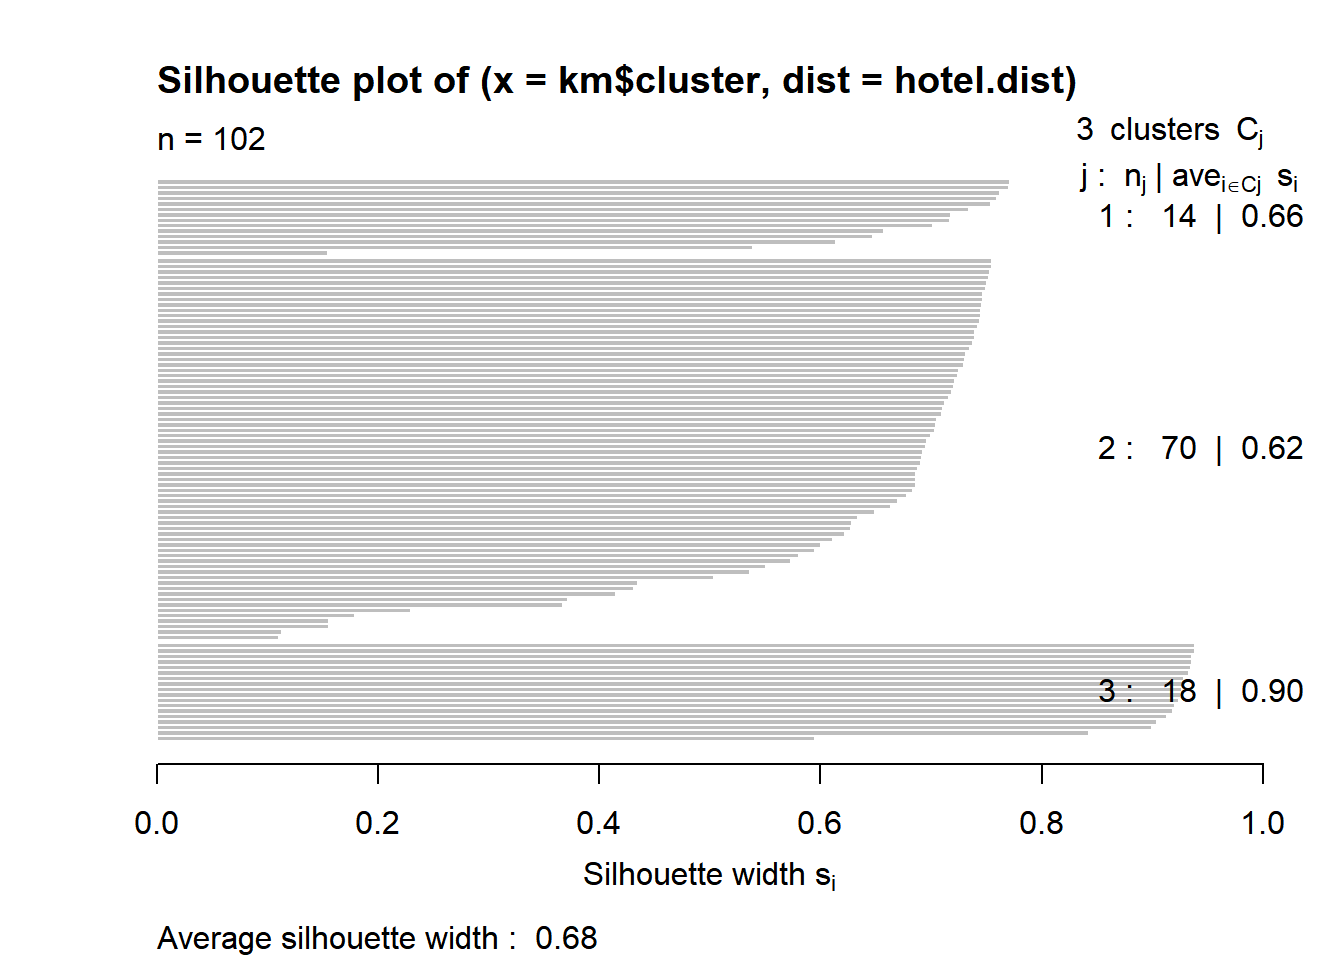 Silhouette plot of (x = km$cluster, dist = hotel.dist)
n = 102
3 clusters Cj
j : nj | avei∈Cj si
1 : 14 | 0.66
2 : 70 | 0.62
3 : 18 | 0.90
0.0 0.2 0.4 0.6 0.8 1.0
Silhouette width si
Average silhouette width : 0.68